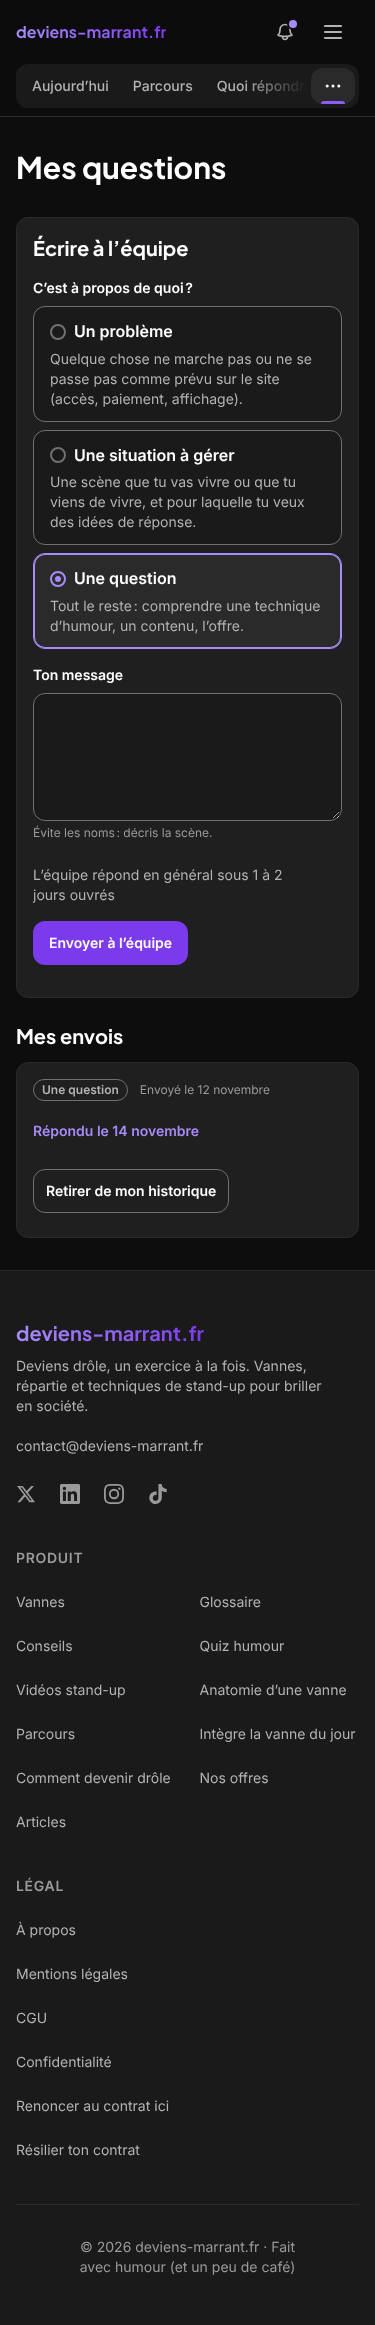 deviens-marrant.fr
Aujourd’hui Parcours Quoi répondr
Mes questions
Écrire à l’équipe
C’est à propos de quoi ?
Un problème
Quelque chose ne marche pas ou ne se
passe pas comme prévu sur le site
(accès, paiement, affichage).
Une situation à gérer
Une scène que tu vas vivre ou que tu
viens de vivre, et pour laquelle tu veux
des idées de réponse.
Une question
Tout le reste : comprendre une technique
d’humour, un contenu, l’offre.
Ton message
Évite les noms : décris la scène.
L’équipe répond en général sous 1 à 2
jours ouvrés
Envoyer à l’équipe
Mes envois
Une question Envoyé le 12 novembre
Répondu le 14 novembre
Retirer de mon historique
deviens-marrant.fr
Deviens drôle, un exercice à la fois. Vannes,
répartie et techniques de stand-up pour briller
en société.
contact@deviens-marrant.fr
PRODUIT
Vannes Glossaire
Conseils Quiz humour
Vidéos stand-up Anatomie d’une vanne
Parcours Intègre la vanne du jour
Comment devenir drôle Nos offres
Articles
LÉGAL
À propos
Mentions légales
CGU
Confidentialité
Renoncer au contrat ici
Résilier ton contrat
© 2026 deviens-marrant.fr · Fait
avec humour (et un peu de café)